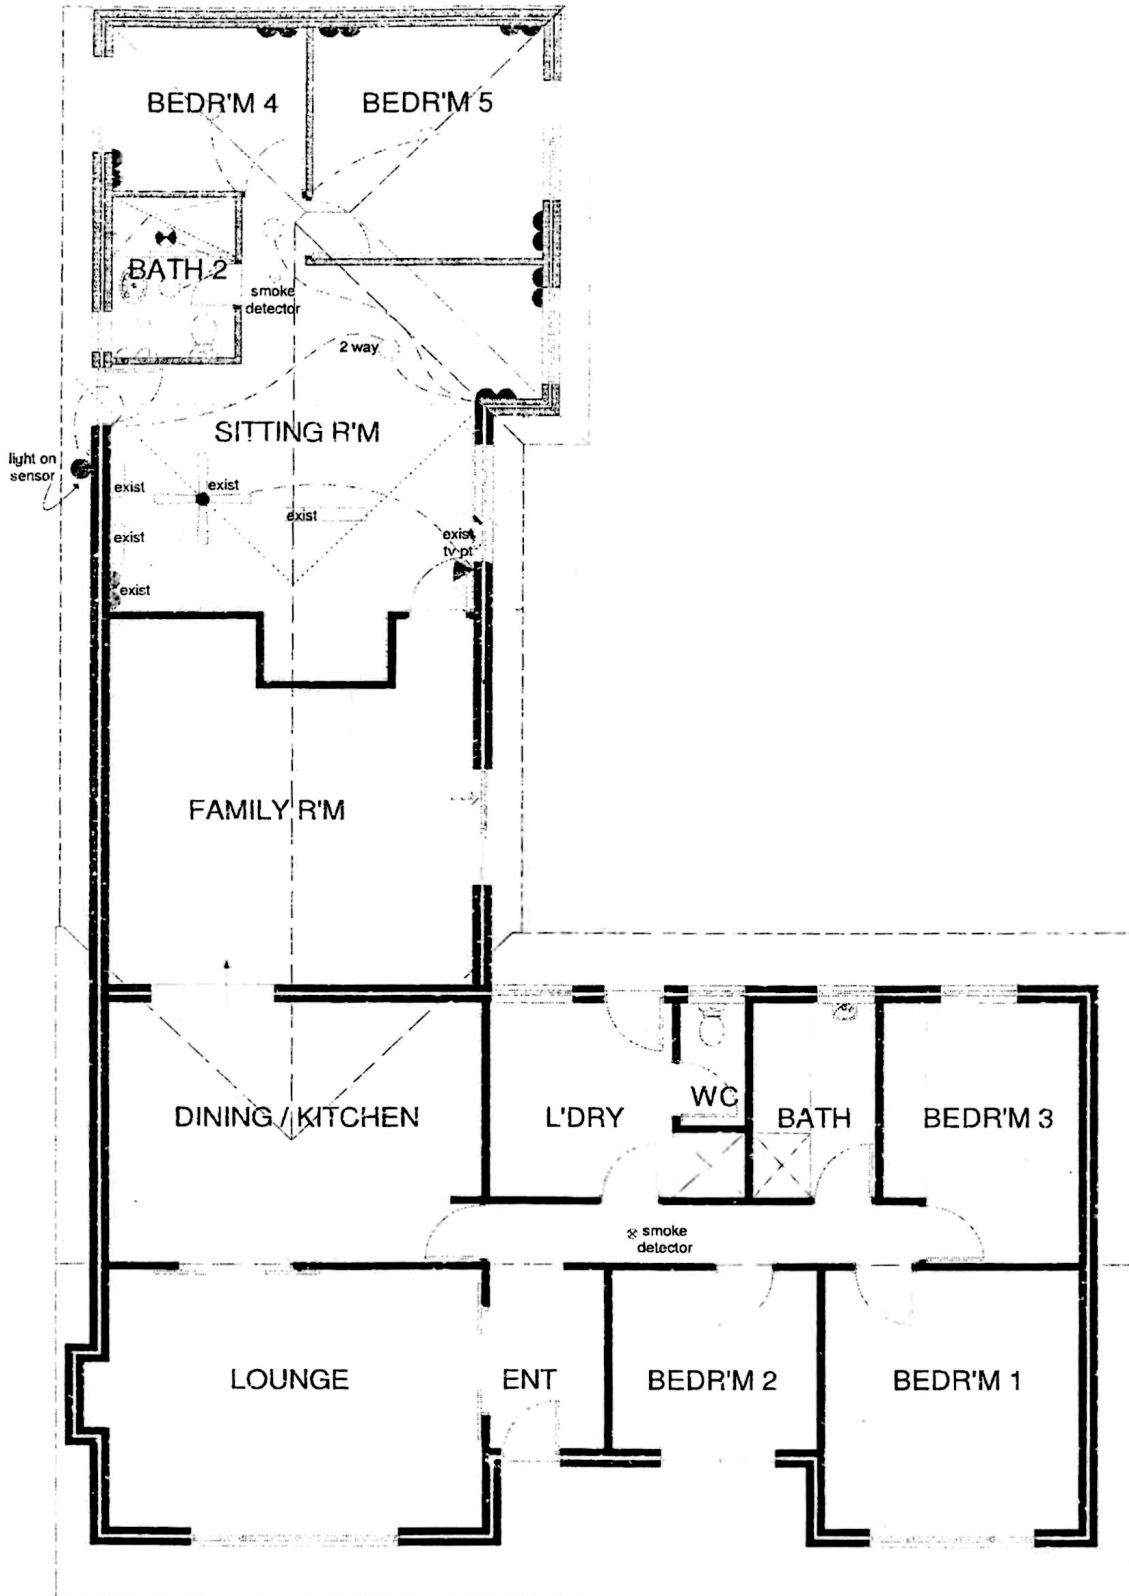 BEDR'M 4
BEDR'M 5
BATH 2
smoke
detector
2 way
SITTING R'M
light on
sensor
exist
exist
exist
exist
exist
tv pt
exist
FAMILY R'M
DINING / KITCHEN
L'DRY
WC
BATH
BEDR'M 3
smoke
detector
LOUNGE
ENT
BEDR'M 2
BEDR'M 1